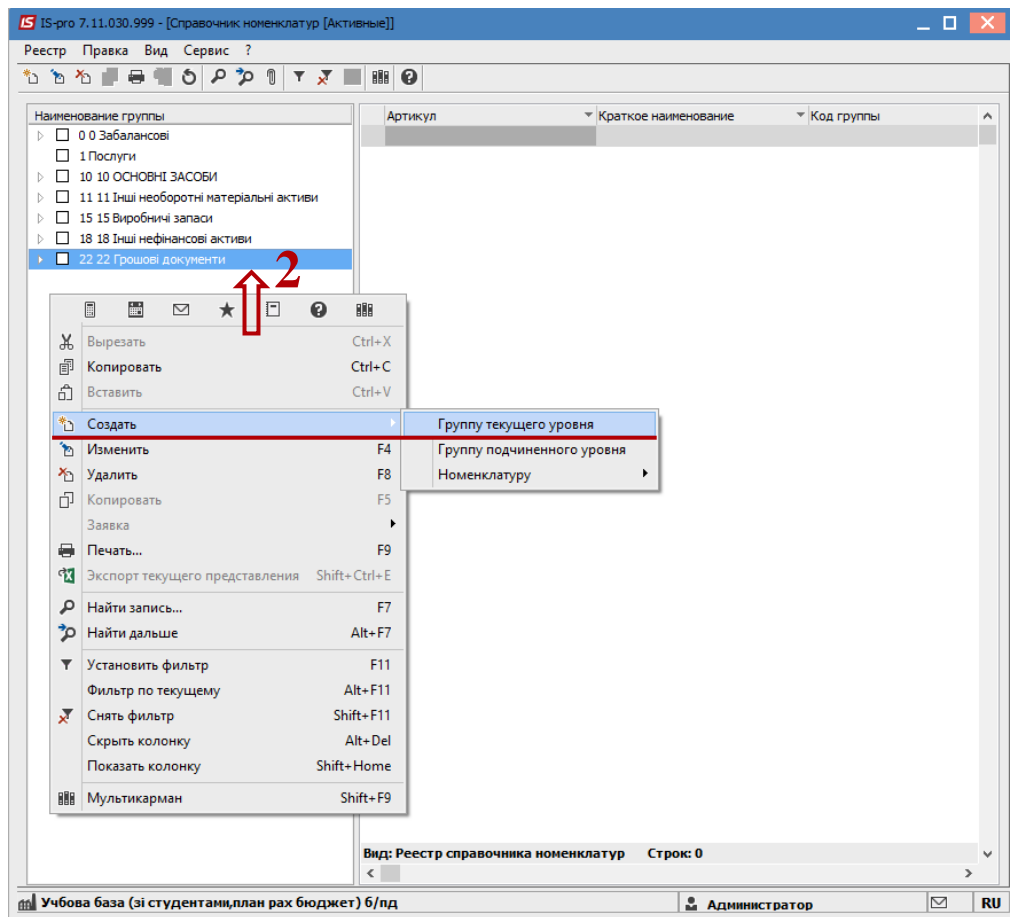 IS IS-pro 7.11.030.999 - [Справочник номенклатур [Активные]]
Реестр Правка Вид Сервис ?
Наименование группы
Артикул Краткое наименование Код группы
0 0 Забалансові
1 Послуги
10 10 ОСНОВНІ ЗАСОБИ
11 11 Інші необоротні матеріальні активи
15 15 Виробничі запаси
18 18 Інші нефінансові активи
22 22 Грошові документи
2
Вырезать Ctrl+X
Копировать Ctrl+C
Вставить Ctrl+V
Создать
Группу текущего уровня
Изменить F4
Группу подчиненного уровня
Удалить F8
Номенклатуру
Копировать F5
Заявка
Печать... F9
Экспорт текущего представления Shift+Ctrl+E
Найти запись... F7
Найти дальше Alt+F7
Установить фильтр F11
Фильтр по текущему Alt+F11
Снять фильтр Shift+F11
Скрыть колонку Alt+Del
Показать колонку Shift+Home
Мультикарман Shift+F9
Вид: Реестр справочника номенклатур Строк: 0
Учбова база (зі студентами,план рах бюджет) б/пд Администратор RU